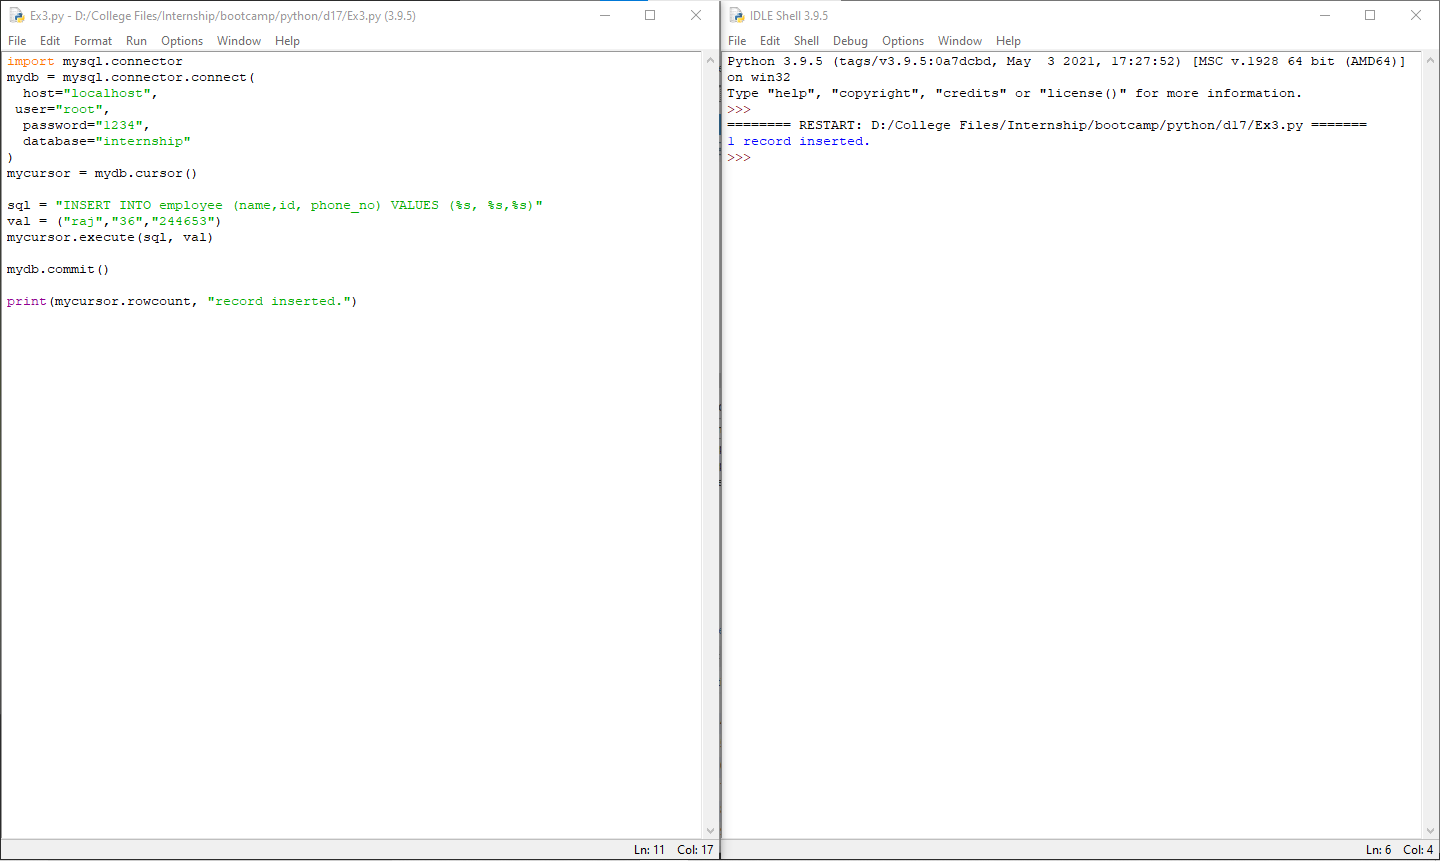 Ex3.py - D:/College Files/Internship/bootcamp/python/d17/Ex3.py (3.9.5)
File Edit Format Run Options Window Help
import mysql.connector
mydb = mysql.connector.connect(
  host="localhost",
 user="root",
  password="1234",
  database="internship"
)
mycursor = mydb.cursor()
sql = "INSERT INTO employee (name,id, phone_no) VALUES (%s, %s,%s)"
val = ("raj","36","244653")
mycursor.execute(sql, val)
mydb.commit()
print(mycursor.rowcount, "record inserted.")
Ln: 11 Col: 17
IDLE Shell 3.9.5
File Edit Shell Debug Options Window Help
Python 3.9.5 (tags/v3.9.5:0a7dcbd, May  3 2021, 17:27:52) [MSC v.1928 64 bit (AMD64)]
on win32
Type "help", "copyright", "credits" or "license()" for more information.
>>>
======== RESTART: D:/College Files/Internship/bootcamp/python/d17/Ex3.py =======
1 record inserted.
>>>
Ln: 6 Col: 4